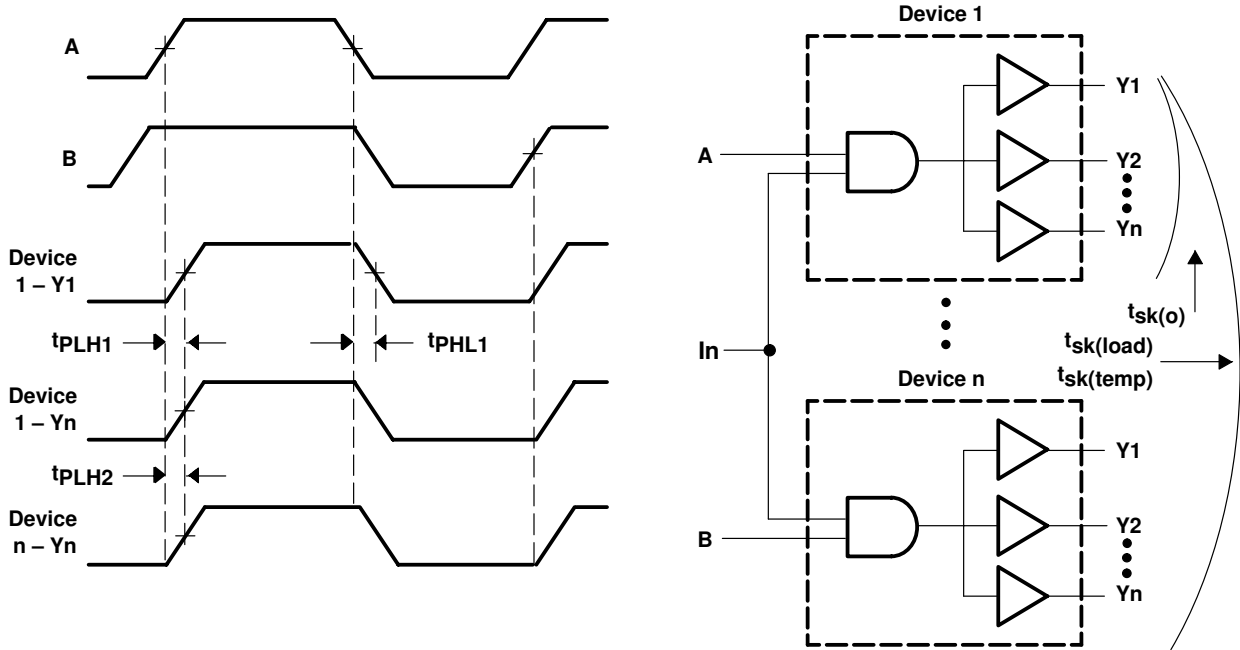 A
B
Device
1 – Y1
tPLH1
tPHL1
Device
1 – Yn
tPLH2
Device
n – Yn
Device 1
A
Y1
Y2
Yn
In
tsk(o)
tsk(load)
tsk(temp)
Device n
B
Y1
Y2
Yn